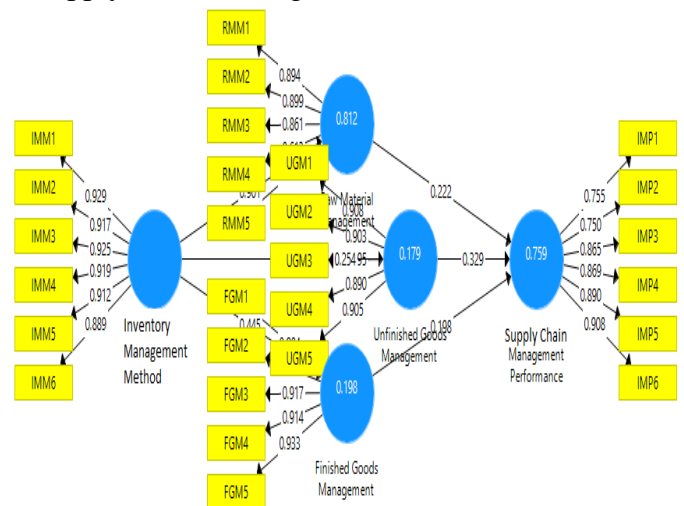 RMM1
RMM2
RMM3
RMM4
RMM5
0.894
0.899
0.861
0.812
Management
UGM1
UGM2
UGM3
UGM4
UGM5
0.908
0.903
0.890
0.905
0.179
Unfinished Goods
Management
IMM1
IMM2
IMM3
IMM4
IMM5
IMM6
0.929
0.917
0.925
0.919
0.912
0.889
Inventory
Management
Method
0.445
FGM1
FGM2
FGM3
FGM4
FGM5
0.917
0.914
0.933
0.198
Finished Goods
Management
0.222
0.329
0.198
0.759
Supply Chain
Management
Performance
IMP1
IMP2
IMP3
IMP4
IMP5
IMP6
0.755
0.750
0.865
0.869
0.890
0.908